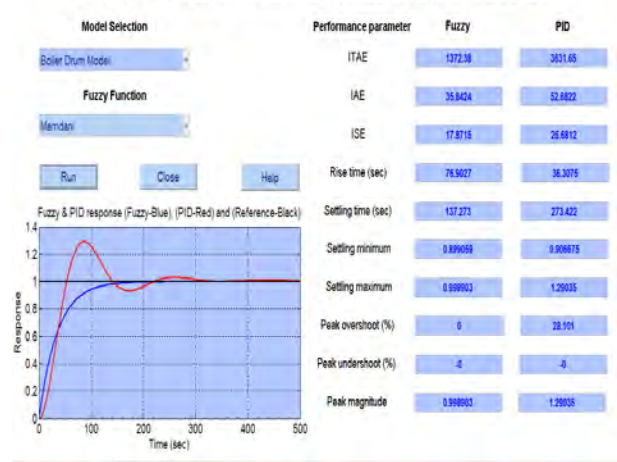 Model Selection
Boiler Drum Model
Fuzzy Function
Mamdani
Run Close Help
Performance parameter Fuzzy PID
ITAE 1372.38 3631.65
IAE 35.8424 52.6822
ISE 17.8715 26.6812
Rise time (sec) 76.9027 36.3075
Settling time (sec) 137.273 273.422
Settling minimum 0.899059 0.906675
Settling maximum 0.998903 1.29035
Peak overshoot (%) 0 29.101
Peak undershoot (%) -0 -0
Peak magnitude 0.998903 1.29035
Fuzzy & PID response (Fuzzy-Blue), (PID-Red) and (Reference-Black)
1.4
1.2
1
0.8
0.6
0.4
0.2
0
Response
0 100 200 300 400 500
Time (sec)